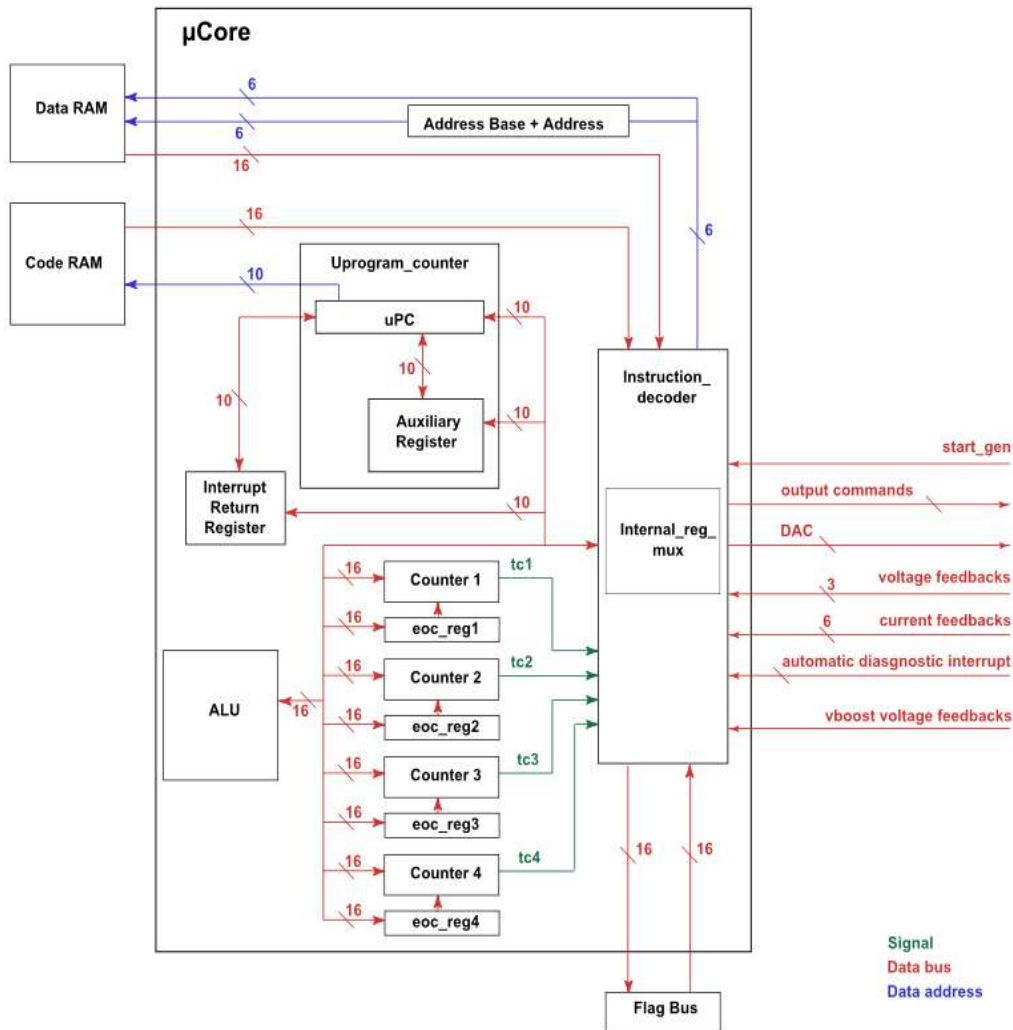 µCore
6
Data RAM
Address Base + Address
6
16
16
6
Code RAM
Uprogram_counter
10
uPC
10
10
Instruction_
decoder
10
Auxiliary
Register
10
start_gen
Interrupt
Return
Register
10
output commands
Internal_reg_
mux
DAC
16
Counter 1
tc1
3
voltage feedbacks
16
eoc_reg1
6
current feedbacks
16
Counter 2
tc2
automatic diasgnostic interrupt
ALU
16
16
eoc_reg2
vboost voltage feedbacks
16
Counter 3
tc3
16
eoc_reg3
16
Counter 4
tc4
16
16
16
eoc_reg4
Signal
Data bus
Data address
Flag Bus